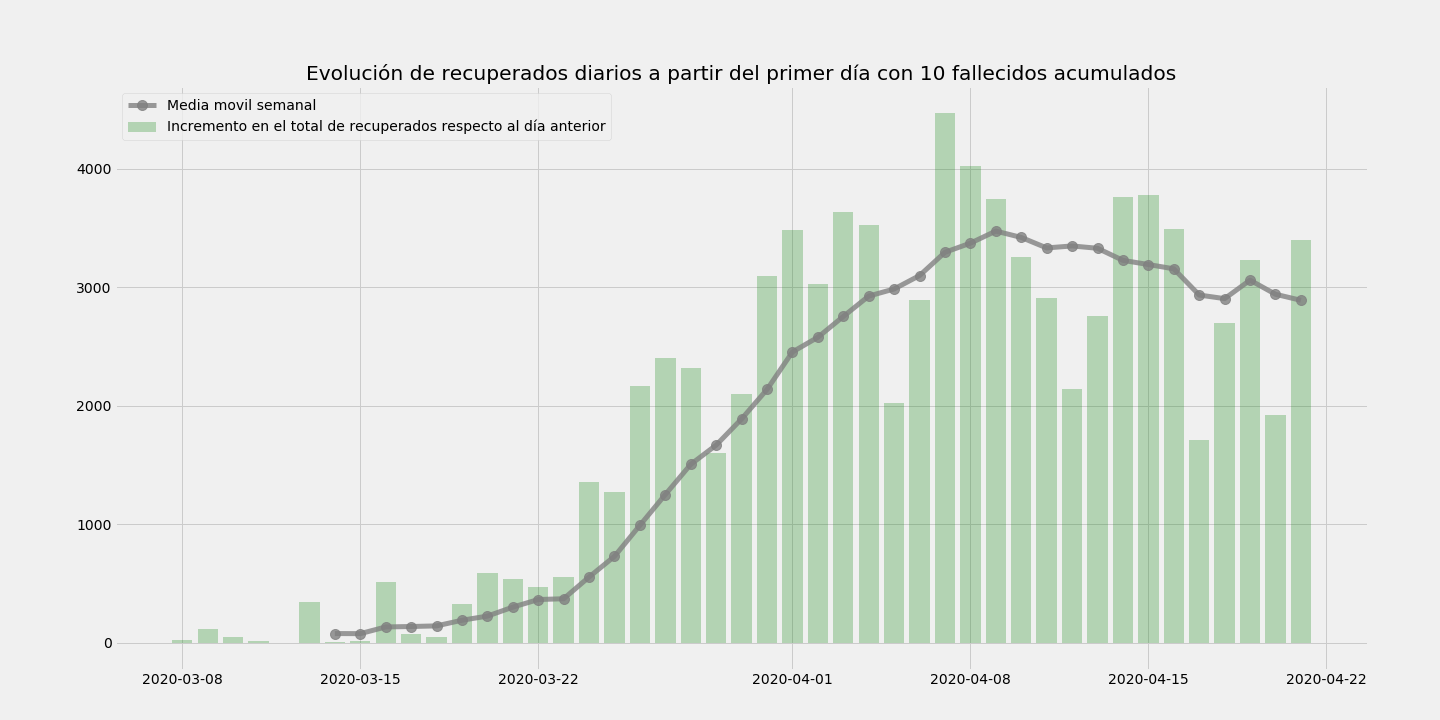 Evolución de recuperados diarios a partir del primer día con 10 fallecidos acumulados
Media movil semanal
Incremento en el total de recuperados respecto al día anterior
4000
3000
2000
1000
0
2020-03-08 2020-03-15 2020-03-22 2020-04-01 2020-04-08 2020-04-15 2020-04-22